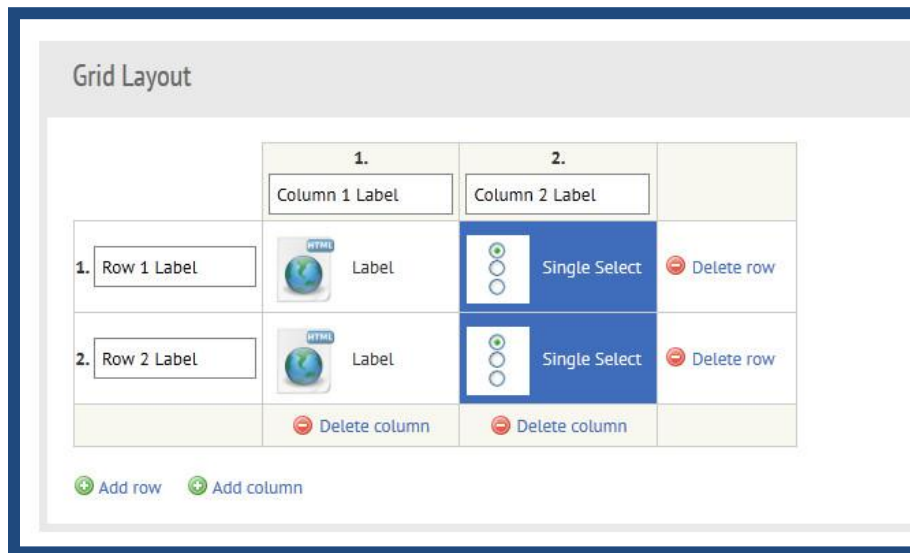 Grid Layout
1. 2.
Column 1 Label Column 2 Label
1. Row 1 Label HTML Label Single Select Delete row
2. Row 2 Label HTML Label Single Select Delete row
Delete column Delete column
Add row Add column